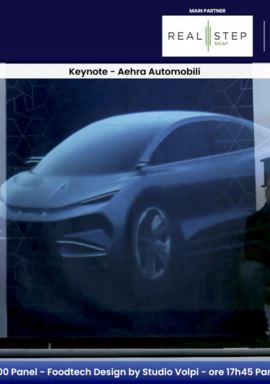 MAIN PARTNER
REAL STEP
SICAF
Keynote - Aehra Automobili
00 Panel - Foodtech Design by Studio Volpi - ore 17h45 Par